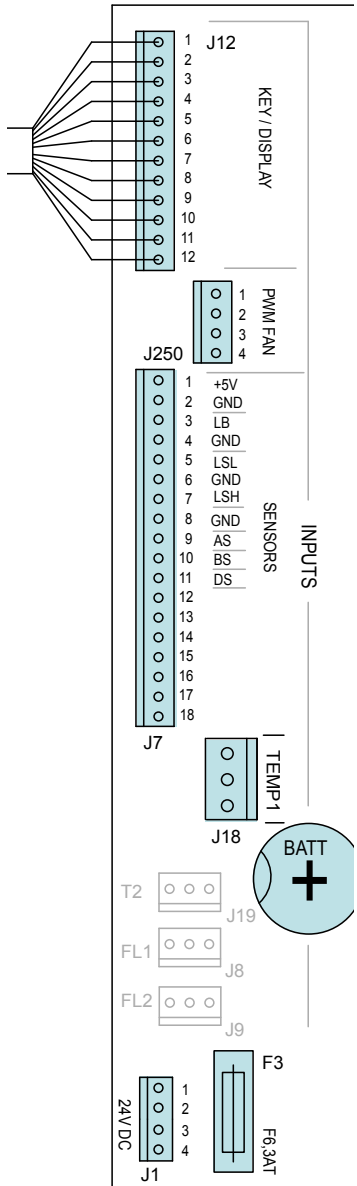 1 J12
2
3
4
5
6
7
8
9
10
11
12
KEY / DISPLAY
1
2
3
4
PWM FAN
J250
1 +5V
2 GND
3 LB
4 GND
5 LSL
6 GND
7 LSH
8 GND
9 AS
10 BS
11 DS
12
13
14
15
16
17
18
SENSORS
INPUTS
J7
TEMP1
J18
BATT
+
T2
J19
FL1
J8
FL2
J9
F3
F6,3AT
24V DC
1
2
3
4
J1